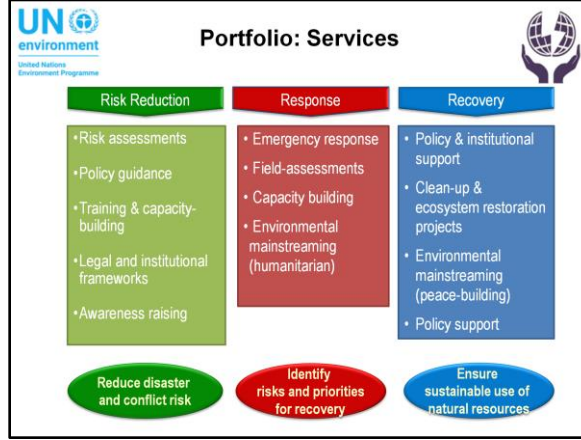 UN
environment
United Nations
Environment Programme
Portfolio: Services
Risk Reduction
•Risk assessments
•Policy guidance
•Training & capacity-
building
•Legal and institutional
frameworks
•Awareness raising
Reduce disaster
and conflict risk
Response
• Emergency response
• Field-assessments
• Capacity building
• Environmental
mainstreaming
(humanitarian)
Identify
risks and priorities
for recovery
Recovery
• Policy & institutional
support
• Clean-up &
ecosystem restoration
projects
• Environmental
mainstreaming
(peace-building)
• Policy support
Ensure
sustainable use of
natural resources